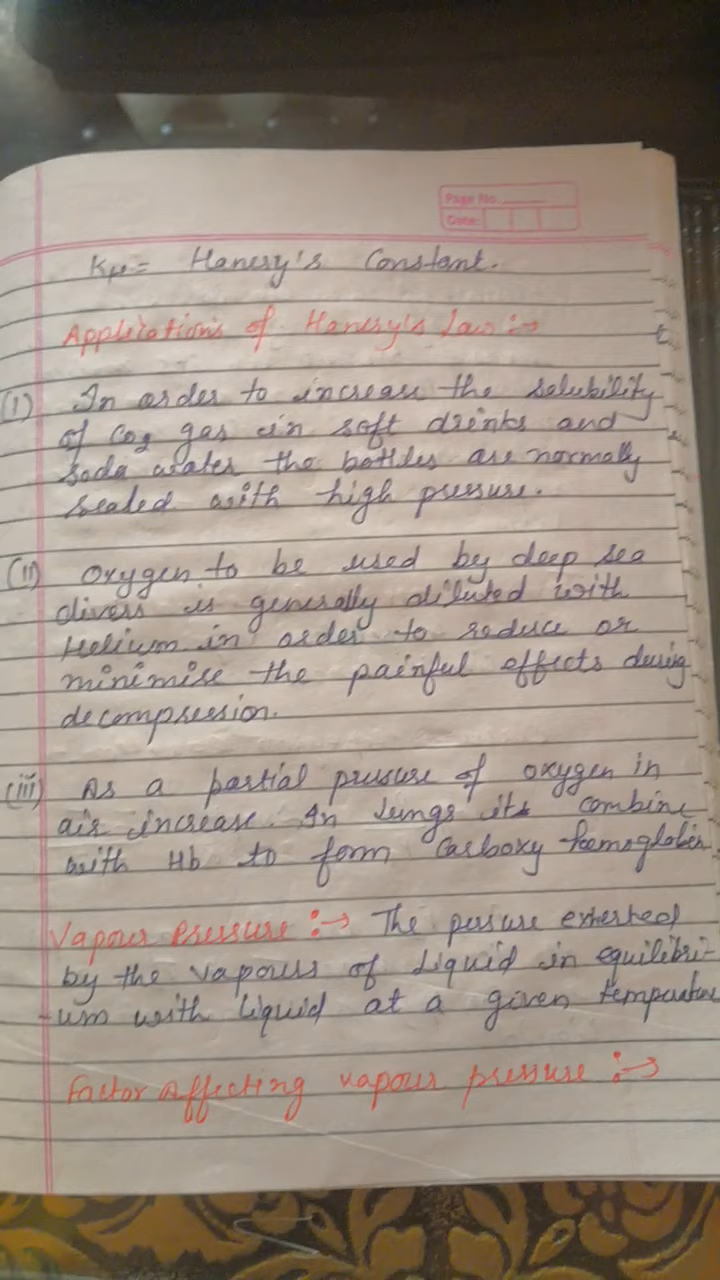 Page No.
Date:
KH = Hanery's Constant.
Applications of Hanery's Law :→
(i) In order to increase the solubility
of CO2 gas in soft drinks and
soda water the bottles are normally
sealed with high pressure.
(ii) Oxygen to be used by deep sea
divers is generally diluted with
Helium in order to reduce or
minimise the painful effects during
decompression.
(iii) As a partial pressure of oxygen in
air increase. In lungs its combine
with Hb to form Carboxy hemoglobin.
Vapour Pressure :→ The pressure exerted
by the vapours of liquid in equilibri-
-um with liquid at a given temperature
Factor Affecting vapour pressure :→